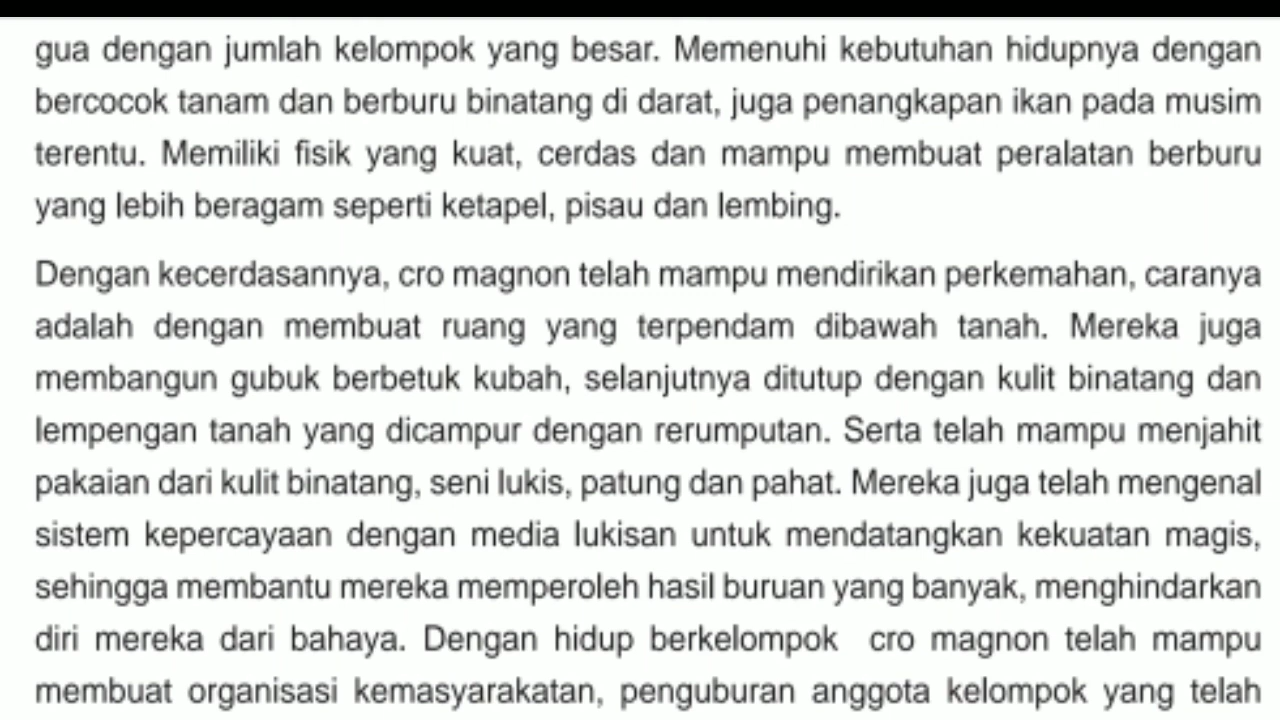 gua dengan jumlah kelompok yang besar. Memenuhi kebutuhan hidupnya dengan
bercocok tanam dan berburu binatang di darat, juga penangkapan ikan pada musim
terentu. Memiliki fisik yang kuat, cerdas dan mampu membuat peralatan berburu
yang lebih beragam seperti ketapel, pisau dan lembing.
Dengan kecerdasannya, cro magnon telah mampu mendirikan perkemahan, caranya
adalah dengan membuat ruang yang terpendam dibawah tanah. Mereka juga
membangun gubuk berbetuk kubah, selanjutnya ditutup dengan kulit binatang dan
lempengan tanah yang dicampur dengan rerumputan. Serta telah mampu menjahit
pakaian dari kulit binatang, seni lukis, patung dan pahat. Mereka juga telah mengenal
sistem kepercayaan dengan media lukisan untuk mendatangkan kekuatan magis,
sehingga membantu mereka memperoleh hasil buruan yang banyak, menghindarkan
diri mereka dari bahaya. Dengan hidup berkelompok cro magnon telah mampu
membuat organisasi kemasyarakatan, penguburan anggota kelompok yang telah